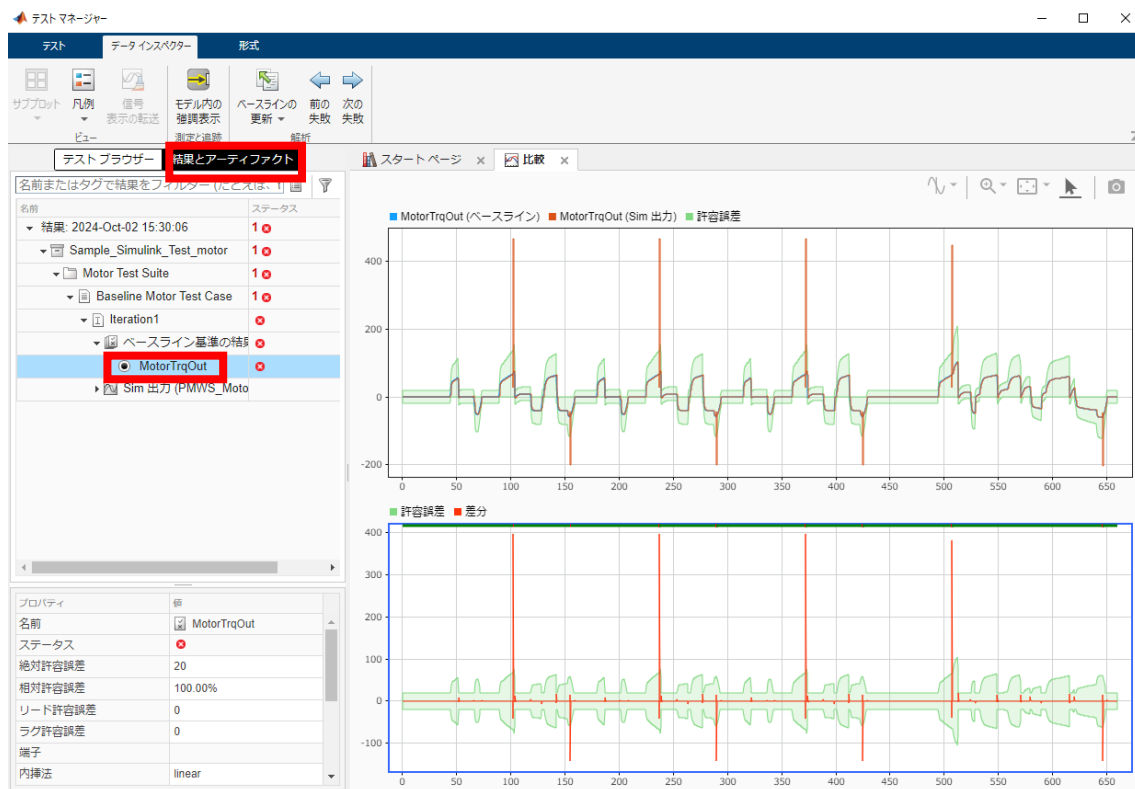 テスト マネージャー
テスト データ インスペクター 形式
サブプロット 凡例 信号 表示の転送 モデル内の 強調表示 ベースラインの 更新 前の 失敗 次の 失敗
ビュー 測定と追跡 解析
テスト ブラウザー 結果とアーティファクト
スタート ページ × 比較 ×
名前またはタグで結果をフィルター (たとえば、
名前 ステータス
結果: 2024-Oct-02 15:30:06 1
Sample_Simulink_Test_motor 1
Motor Test Suite 1
Baseline Motor Test Case 1
Iteration1
ベースライン基準の結果
MotorTrqOut
Sim 出力 (PMWS_Moto
MotorTrqOut (ベースライン) MotorTrqOut (Sim 出力) 許容誤差
400
200
0
-200
0 50 100 150 200 250 300 350 400 450 500 550 600 650
許容誤差 差分
400
300
200
100
0
-100
0 50 100 150 200 250 300 350 400 450 500 550 600 650
プロパティ 値
名前 MotorTrqOut
ステータス
絶対許容誤差 20
相対許容誤差 100.00%
リード許容誤差 0
ラグ許容誤差 0
端子
内挿法 linear